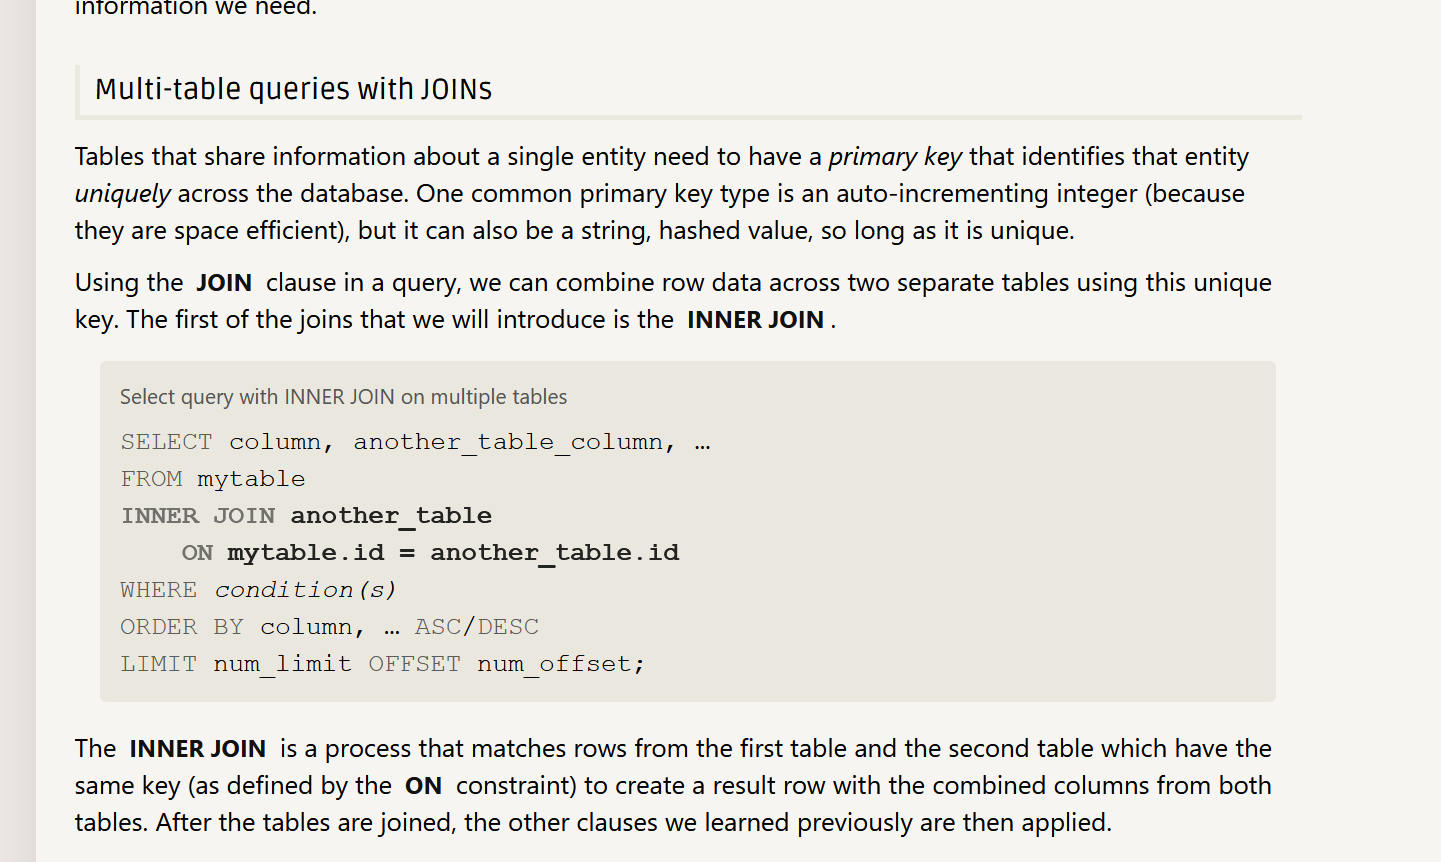 information we need.
Multi-table queries with JOINs
Tables that share information about a single entity need to have a primary key that identifies that entity
uniquely across the database. One common primary key type is an auto-incrementing integer (because
they are space efficient), but it can also be a string, hashed value, so long as it is unique.
Using the JOIN clause in a query, we can combine row data across two separate tables using this unique
key. The first of the joins that we will introduce is the INNER JOIN.
Select query with INNER JOIN on multiple tables
SELECT column, another_table_column, …
FROM mytable
INNER JOIN another_table
    ON mytable.id = another_table.id
WHERE condition(s)
ORDER BY column, … ASC/DESC
LIMIT num_limit OFFSET num_offset;
The INNER JOIN is a process that matches rows from the first table and the second table which have the
same key (as defined by the ON constraint) to create a result row with the combined columns from both
tables. After the tables are joined, the other clauses we learned previously are then applied.